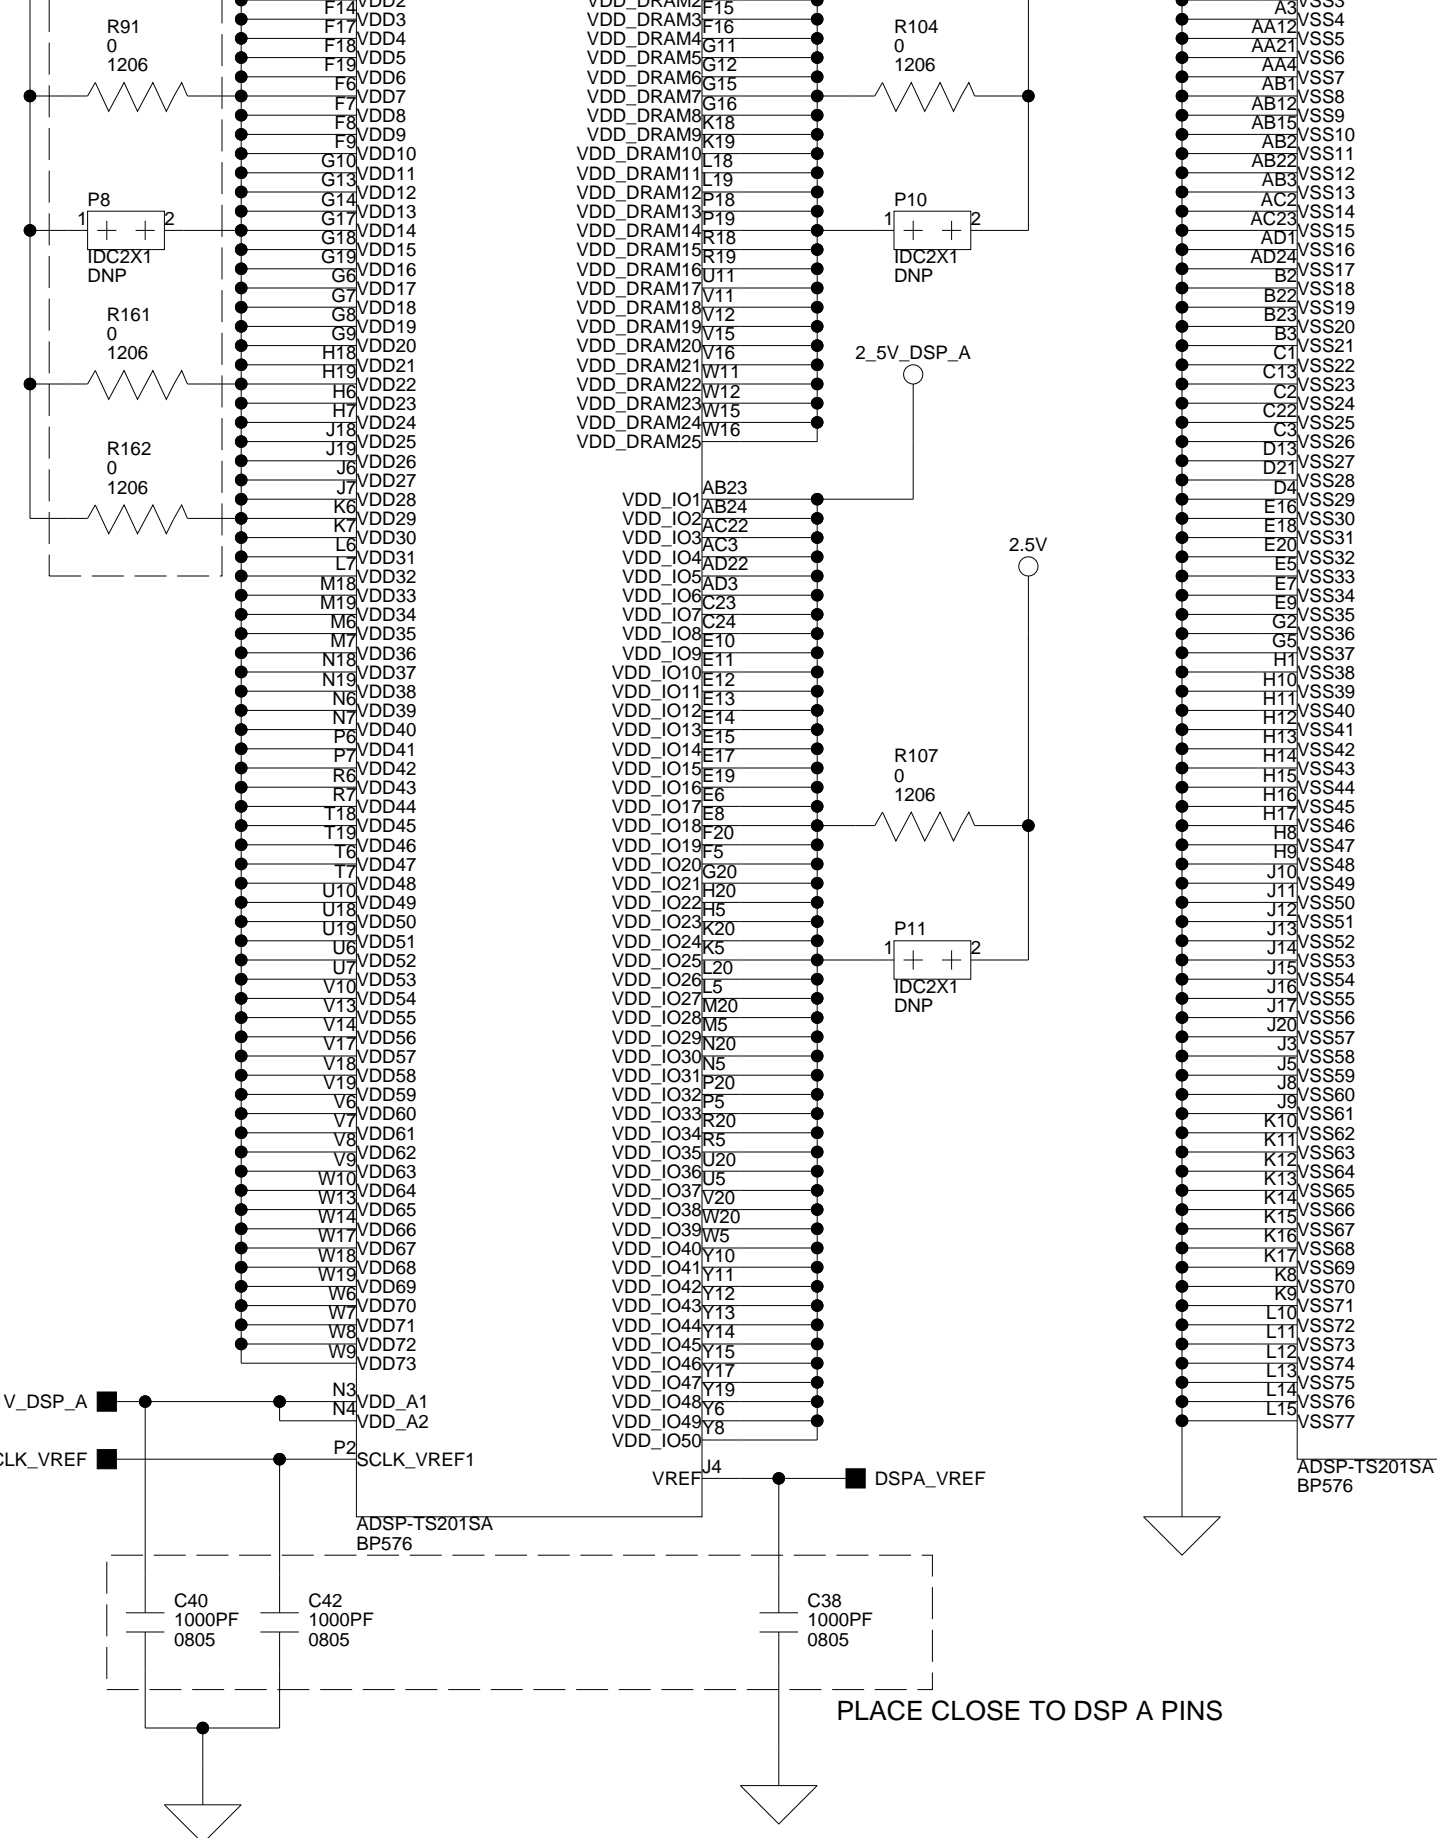 R91
0
1206
P8
1 2
IDC2X1
DNP
R161
0
1206
R162
0
1206
VDD2
F14 VDD3
F17 VDD4
F18 VDD5
F19 VDD6
F6 VDD7
F7 VDD8
F8 VDD9
F9 VDD10
G10 VDD11
G13 VDD12
G14 VDD13
G17 VDD14
G18 VDD15
G19 VDD16
G6 VDD17
G7 VDD18
G8 VDD19
G9 VDD20
H18 VDD21
H19 VDD22
H6 VDD23
H7 VDD24
J18 VDD25
J19 VDD26
J6 VDD27
J7 VDD28
K6 VDD29
K7 VDD30
L6 VDD31
L7 VDD32
M18 VDD33
M19 VDD34
M6 VDD35
M7 VDD36
N18 VDD37
N19 VDD38
N6 VDD39
N7 VDD40
P6 VDD41
P7 VDD42
R6 VDD43
R7 VDD44
T18 VDD45
T19 VDD46
T6 VDD47
T7 VDD48
U10 VDD49
U18 VDD50
U19 VDD51
U6 VDD52
U7 VDD53
V10 VDD54
V13 VDD55
V14 VDD56
V17 VDD57
V18 VDD58
V19 VDD59
V6 VDD60
V7 VDD61
V8 VDD62
V9 VDD63
W10 VDD64
W13 VDD65
W14 VDD66
W17 VDD67
W18 VDD68
W19 VDD69
W6 VDD70
W7 VDD71
W8 VDD72
W9 VDD73
V_DSP_A
N3 VDD_A1
N4 VDD_A2
CLK_VREF
P2 SCLK_VREF1
VDD_DRAM2
VDD_DRAM3 F15
VDD_DRAM4 F16
VDD_DRAM5 G11
VDD_DRAM6 G12
VDD_DRAM7 G15
VDD_DRAM8 G16
VDD_DRAM9 K18
VDD_DRAM10 K19
VDD_DRAM11 L18
VDD_DRAM12 L19
VDD_DRAM13 P18
VDD_DRAM14 P19
VDD_DRAM15 R18
VDD_DRAM16 R19
VDD_DRAM17 U11
VDD_DRAM18 V11
VDD_DRAM19 V12
VDD_DRAM20 V15
VDD_DRAM21 V16
VDD_DRAM22 W11
VDD_DRAM23 W12
VDD_DRAM24 W15
VDD_DRAM25 W16
VDD_IO1 AB23
VDD_IO2 AB24
VDD_IO3 AC22
VDD_IO4 AC3
VDD_IO5 AD22
VDD_IO6 AD3
VDD_IO7 C23
VDD_IO8 C24
VDD_IO9 E10
VDD_IO10 E11
VDD_IO11 E12
VDD_IO12 E13
VDD_IO13 E14
VDD_IO14 E15
VDD_IO15 E17
VDD_IO16 E19
VDD_IO17 E6
VDD_IO18 E8
VDD_IO19 F20
VDD_IO20 F5
VDD_IO21 G20
VDD_IO22 H20
VDD_IO23 H5
VDD_IO24 K20
VDD_IO25 K5
VDD_IO26 L20
VDD_IO27 L5
VDD_IO28 M20
VDD_IO29 M5
VDD_IO30 N20
VDD_IO31 N5
VDD_IO32 P20
VDD_IO33 P5
VDD_IO34 R20
VDD_IO35 R5
VDD_IO36 U20
VDD_IO37 U5
VDD_IO38 V20
VDD_IO39 W20
VDD_IO40 W5
VDD_IO41 Y10
VDD_IO42 Y11
VDD_IO43 Y12
VDD_IO44 Y13
VDD_IO45 Y14
VDD_IO46 Y15
VDD_IO47 Y17
VDD_IO48 Y19
VDD_IO49 Y6
VDD_IO50 Y8
VREF J4
DSPA_VREF
ADSP-TS201SA
BP576
R104
0
1206
P10
1 2
IDC2X1
DNP
2_5V_DSP_A
2.5V
R107
0
1206
P11
1 2
IDC2X1
DNP
VSS3
A3 VSS4
AA12 VSS5
AA21 VSS6
AA4 VSS7
AB1 VSS8
AB12 VSS9
AB15 VSS10
AB2 VSS11
AB22 VSS12
AB3 VSS13
AC2 VSS14
AC23 VSS15
AD1 VSS16
AD24 VSS17
B2 VSS18
B22 VSS19
B23 VSS20
B3 VSS21
C1 VSS22
C13 VSS23
C2 VSS24
C22 VSS25
C3 VSS26
D13 VSS27
D21 VSS28
D4 VSS29
E16 VSS30
E18 VSS31
E20 VSS32
E5 VSS33
E7 VSS34
E9 VSS35
G2 VSS36
G5 VSS37
H1 VSS38
H10 VSS39
H11 VSS40
H12 VSS41
H13 VSS42
H14 VSS43
H15 VSS44
H16 VSS45
H17 VSS46
H8 VSS47
H9 VSS48
J10 VSS49
J11 VSS50
J12 VSS51
J13 VSS52
J14 VSS53
J15 VSS54
J16 VSS55
J17 VSS56
J20 VSS57
J3 VSS58
J5 VSS59
J8 VSS60
J9 VSS61
K10 VSS62
K11 VSS63
K12 VSS64
K13 VSS65
K14 VSS66
K15 VSS67
K16 VSS68
K17 VSS69
K8 VSS70
K9 VSS71
L10 VSS72
L11 VSS73
L12 VSS74
L13 VSS75
L14 VSS76
L15 VSS77
ADSP-TS201SA
BP576
C40
1000PF
0805
C42
1000PF
0805
C38
1000PF
0805
PLACE CLOSE TO DSP A PINS